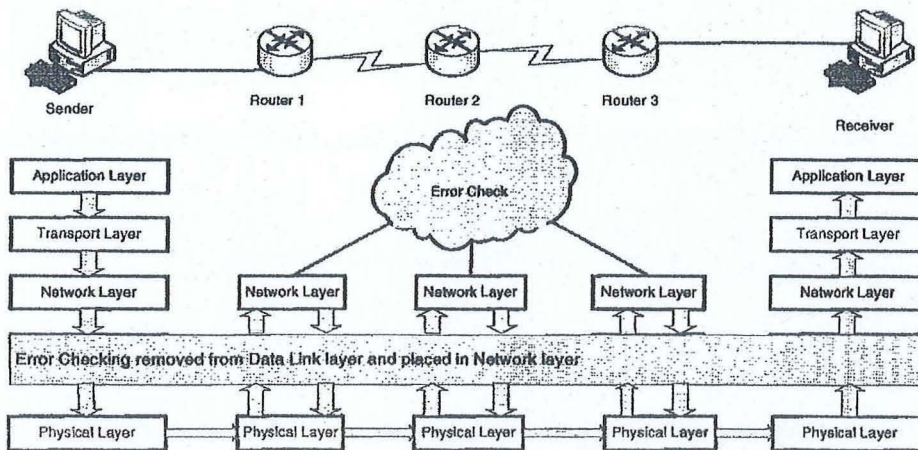 Sender
Router 1
Router 2
Router 3
Receiver
Application Layer
Error Check
Application Layer
Transport Layer
Transport Layer
Network Layer
Network Layer
Network Layer
Network Layer
Network Layer
Error Checking removed from Data Link layer and placed in Network layer
Physical Layer
Physical Layer
Physical Layer
Physical Layer
Physical Layer